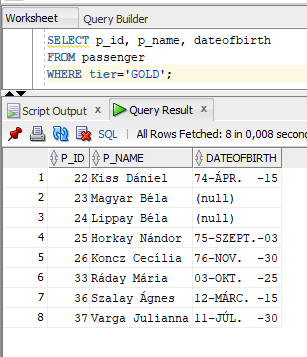 Worksheet Query Builder
SELECT p_id, p_name, dateofbirth
FROM passenger
WHERE tier='GOLD';
Script Output x Query Result x
SQL | All Rows Fetched: 8 in 0,008 second
P_ID P_NAME DATEOFBIRTH
1 22 Kiss Dániel 74-ÁPR. -15
2 23 Magyar Béla (null)
3 24 Lippay Béla (null)
4 25 Horkay Nándor 75-SZEPT.-03
5 26 Koncz Cecília 76-NOV. -30
6 33 Ráday Mária 03-OKT. -25
7 36 Szalay Ágnes 12-MÁRC. -15
8 37 Varga Julianna 11-JÚL. -30